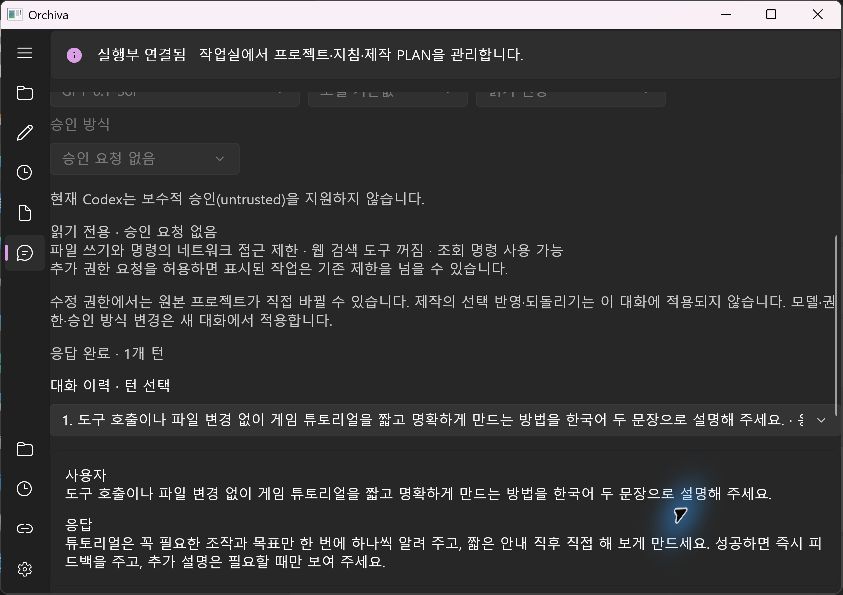 Orchiva
실행부 연결됨 작업실에서 프로젝트·지침·제작 PLAN을 관리합니다.
승인 방식
승인 요청 없음
현재 Codex는 보수적 승인(untrusted)을 지원하지 않습니다.
읽기 전용 · 승인 요청 없음
파일 쓰기와 명령의 네트워크 접근 제한 · 웹 검색 도구 꺼짐 · 조회 명령 사용 가능
추가 권한 요청을 허용하면 표시된 작업은 기존 제한을 넘을 수 있습니다.
수정 권한에서는 원본 프로젝트가 직접 바뀔 수 있습니다. 제작의 선택 반영·되돌리기는 이 대화에 적용되지 않습니다. 모델·권
한·승인 방식 변경은 새 대화에서 적용합니다.
응답 완료 · 1개 턴
대화 이력 · 턴 선택
1. 도구 호출이나 파일 변경 없이 게임 튜토리얼을 짧고 명확하게 만드는 방법을 한국어 두 문장으로 설명해 주세요. ·
사용자
도구 호출이나 파일 변경 없이 게임 튜토리얼을 짧고 명확하게 만드는 방법을 한국어 두 문장으로 설명해 주세요.
응답
튜토리얼은 꼭 필요한 조작과 목표만 한 번에 하나씩 알려 주고, 짧은 안내 직후 직접 해 보게 만드세요. 성공하면 즉시 피
드백을 주고, 추가 설명은 필요할 때만 보여 주세요.